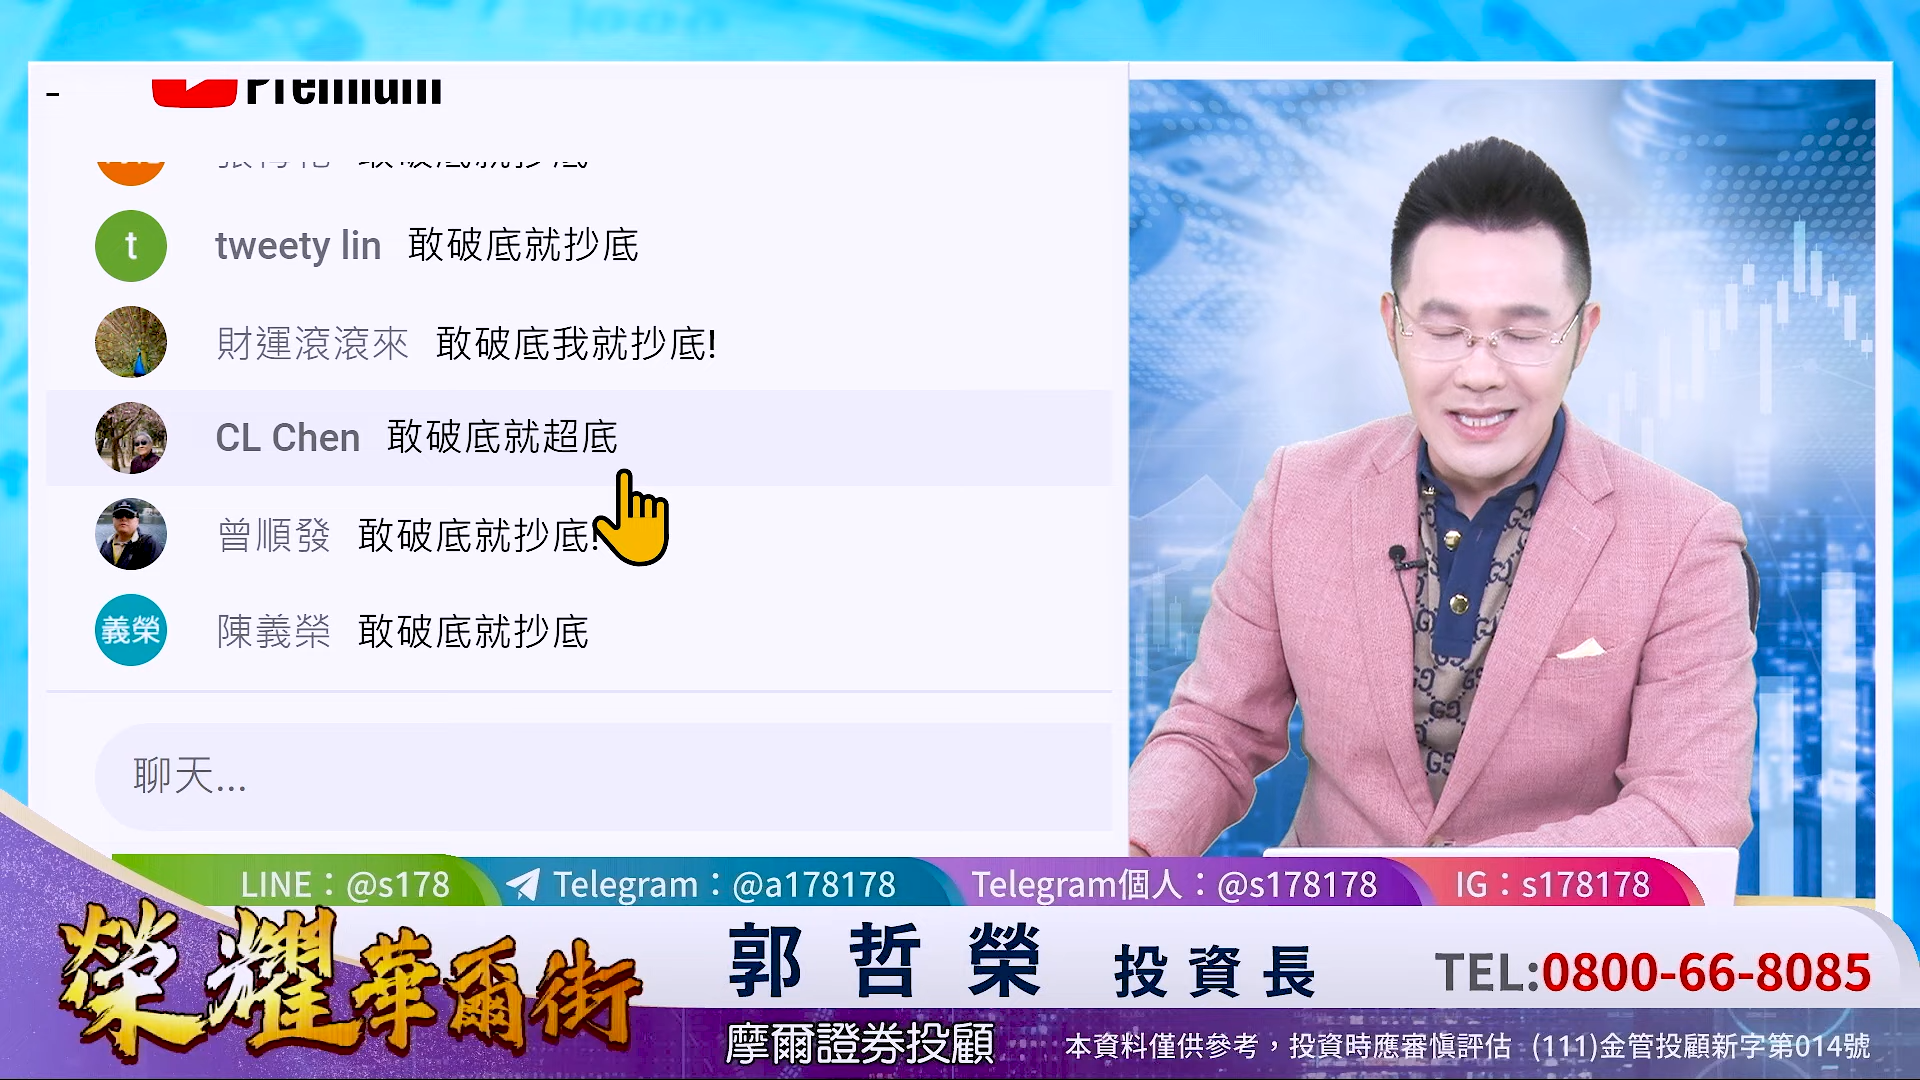 Premium
敢破底就抄底
t
tweety lin 敢破底就抄底
財運滾滾來 敢破底我就抄底!
CL Chen 敢破底就超底
曾順發 敢破底就抄底!
義榮
陳義榮 敢破底就抄底
聊天...
LINE：@s178
Telegram：@a178178
Telegram個人：@s178178
IG：s178178
榮耀華爾街
郭哲榮 投資長
TEL:0800-66-8085
摩爾證券投顧
本資料僅供參考，投資時應審慎評估 (111)金管投顧新字第014號